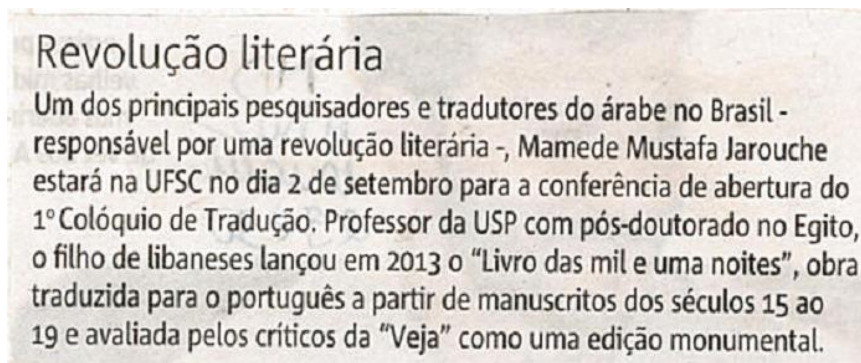 Revolução literária
Um dos principais pesquisadores e tradutores do árabe no Brasil -
responsável por uma revolução literária -, Mamede Mustafa Jarouche
estará na UFSC no dia 2 de setembro para a conferência de abertura do
1º Colóquio de Tradução. Professor da USP com pós-doutorado no Egito,
o filho de libaneses lançou em 2013 o “Livro das mil e uma noites”, obra
traduzida para o português a partir de manuscritos dos séculos 15 ao
19 e avaliada pelos críticos da “Veja” como uma edição monumental.